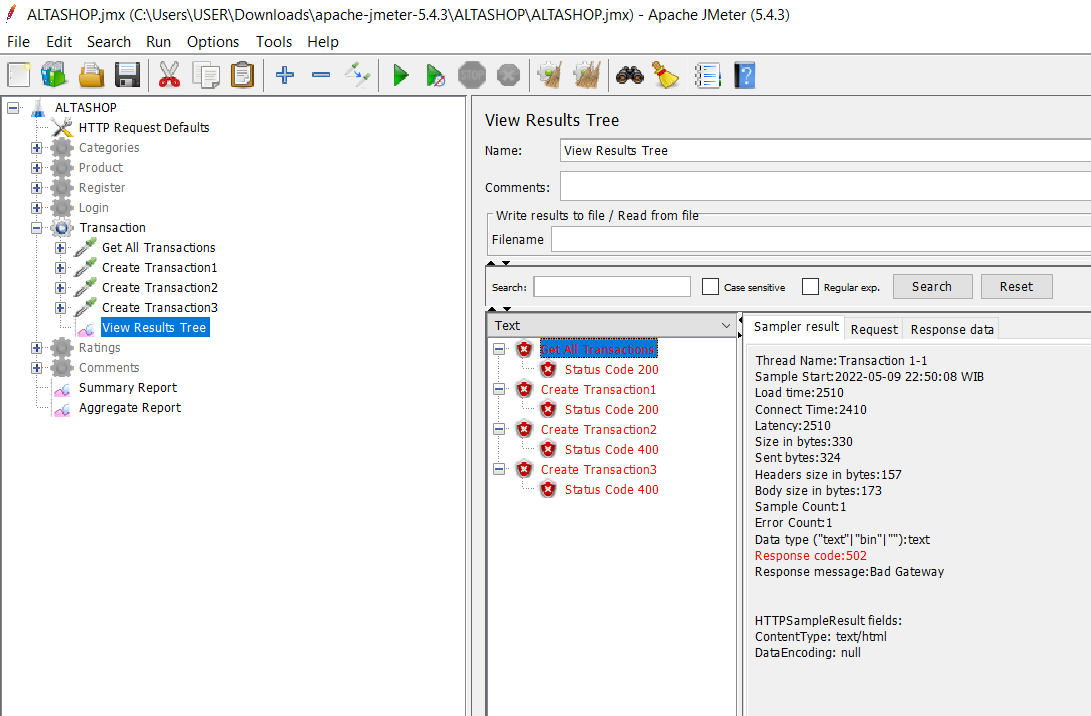 ALTASHOP.jmx (C:\Users\USER\Downloads\apache-jmeter-5.4.3\ALTASHOP\ALTASHOP.jmx) - Apache JMeter (5.4.3)
File Edit Search Run Options Tools Help
STOP
ALTASHOP
HTTP Request Defaults
Categories
Product
Register
Login
Transaction
Get All Transactions
Create Transaction1
Create Transaction2
Create Transaction3
View Results Tree
Ratings
Comments
Summary Report
Aggregate Report
View Results Tree
Name: View Results Tree
Comments:
Write results to file / Read from file
Filename
Search: Case sensitive Regular exp. Search Reset
Text
Get All Transactions
Status Code 200
Create Transaction1
Status Code 200
Create Transaction2
Status Code 400
Create Transaction3
Status Code 400
Sampler result Request Response data
Thread Name:Transaction 1-1
Sample Start:2022-05-09 22:50:08 WIB
Load time:2510
Connect Time:2410
Latency:2510
Size in bytes:330
Sent bytes:324
Headers size in bytes:157
Body size in bytes:173
Sample Count:1
Error Count:1
Data type ("text"|"bin"|""):text
Response code:502
Response message:Bad Gateway
HTTPSampleResult fields:
ContentType: text/html
DataEncoding: null